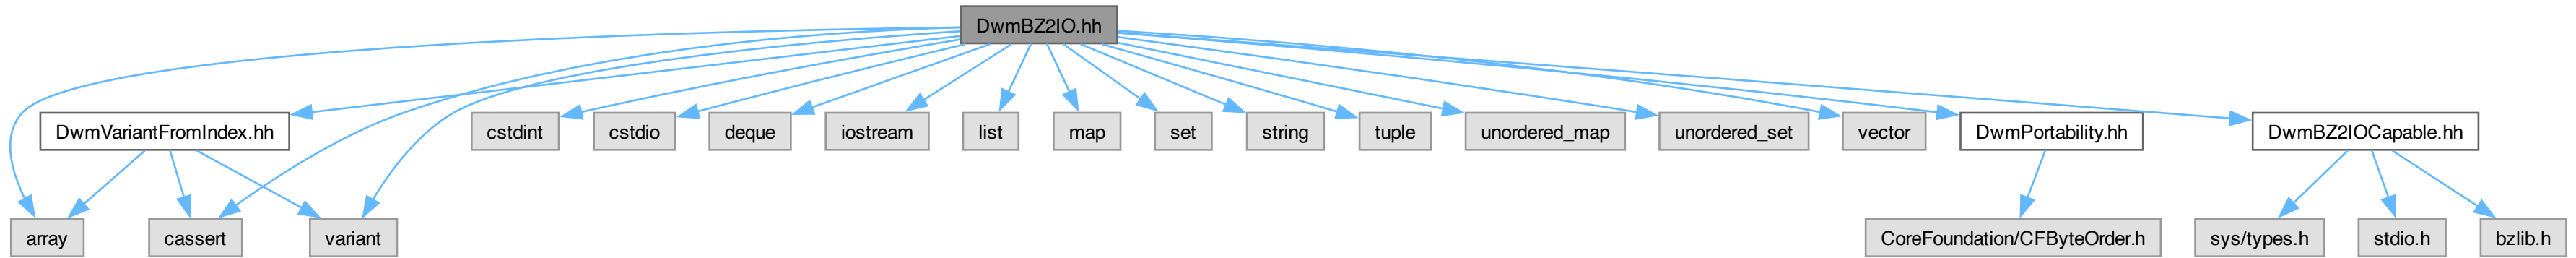 DwmBZ2IO.hh
DwmVariantFromIndex.hh
cstdint
cstdio
deque
iostream
list
map
set
string
tuple
unordered_map
unordered_set
vector
DwmPortability.hh
DwmBZ2IOCapable.hh
array
cassert
variant
CoreFoundation/CFByteOrder.h
sys/types.h
stdio.h
bzlib.h